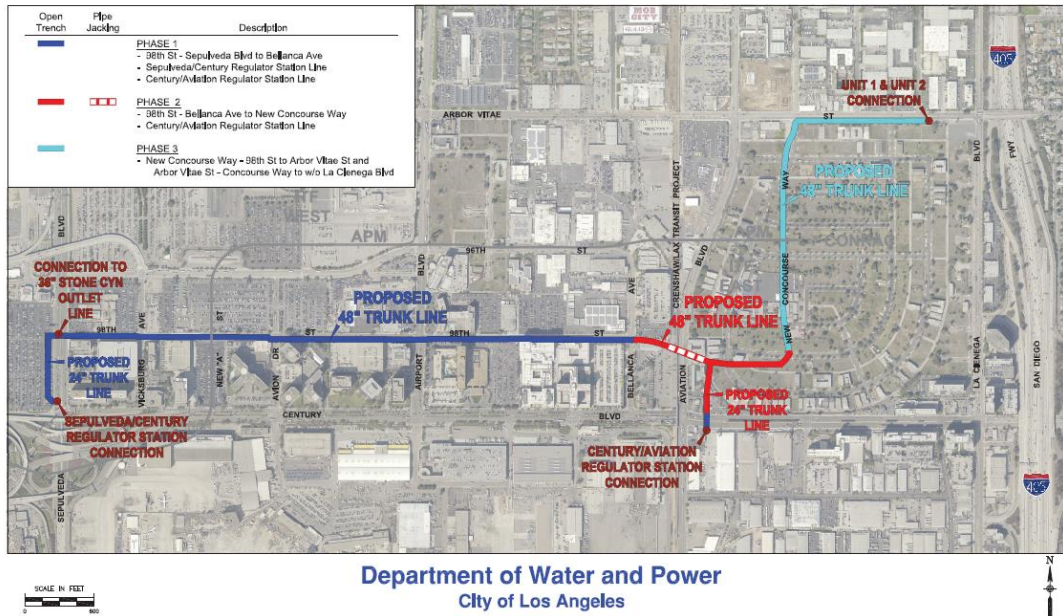 Open Trench
Pipe Jacking
Description
PHASE 1
- 98th St - Sepulveda Blvd to Bellanca Ave
- Sepulveda/Century Regulator Station Line
- Century/Aviation Regulator Station Line
PHASE 2
- 98th St - Bellanca Ave to New Concourse Way
- Century/Aviation Regulator Station Line
PHASE 3
- New Concourse Way - 98th St to Arbor Vitae St and
Arbor Vitae St - Concourse Way to w/o La Cienega Blvd
MOB
CITY
405
UNIT 1 & UNIT 2
CONNECTION
ARBOR VITAE
ST
BLVD
FWY
WAY
PROPOSED
48" TRUNK LINE
CRENSHAW/LAX TRANSIT PROJECT
WEST
APM
BLVD
BLVD
96TH
ST
BLVD
AVE
EAST
CONCOURSE
NEW
CONNECTION TO
36" STONE CYN
OUTLET
LINE
98TH
AVE
ST
ST
PROPOSED
48" TRUNK LINE
98TH
ST
PROPOSED
48" TRUNK LINE
PROPOSED
24" TRUNK
LINE
VICKSBURG
NEW "A"
AVION DR
AIRPORT
BELLANCA
AVIATION
PROPOSED
24" TRUNK
LINE
LA CIENEGA
SAN DIEGO
SEPULVEDA/CENTURY
REGULATOR STATION
CONNECTION
CENTURY
BLVD
CENTURY/AVIATION
REGULATOR STATION
CONNECTION
SEPULVEDA
405
SCALE IN FEET
0
Department of Water and Power
City of Los Angeles
N